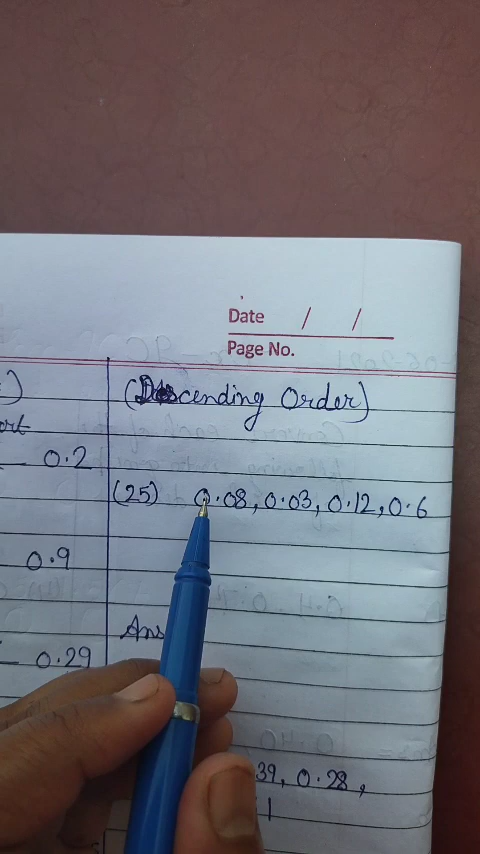 Date / /
Page No.
(Descending Order)
0.2
(25) 0.08, 0.03, 0.12, 0.6
0.9
Ans
0.29
39, 0.28,